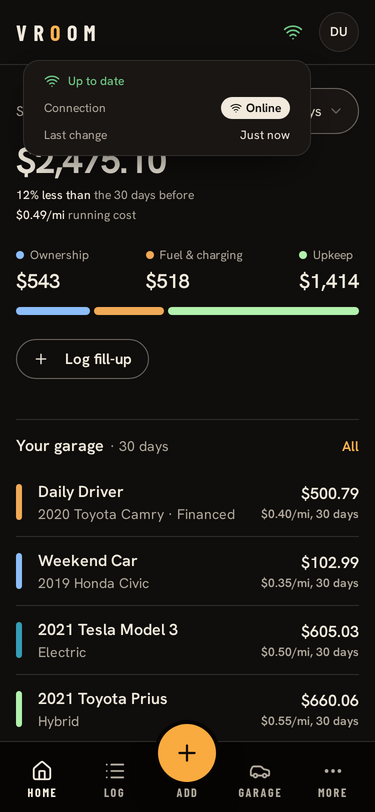 VROOM
DU
Up to date
Connection
Online
Last change
Just now
$2,475.10
12% less than the 30 days before
$0.49/mi running cost
Ownership
Fuel & charging
Upkeep
$543
$518
$1,414
Log fill-up
Your garage · 30 days
All
Daily Driver
$500.79
2020 Toyota Camry · Financed
$0.40/mi, 30 days
Weekend Car
$102.99
2019 Honda Civic
$0.35/mi, 30 days
2021 Tesla Model 3
$605.03
Electric
$0.50/mi, 30 days
2021 Toyota Prius
$660.06
Hybrid
$0.55/mi, 30 days
HOME
LOG
ADD
GARAGE
MORE